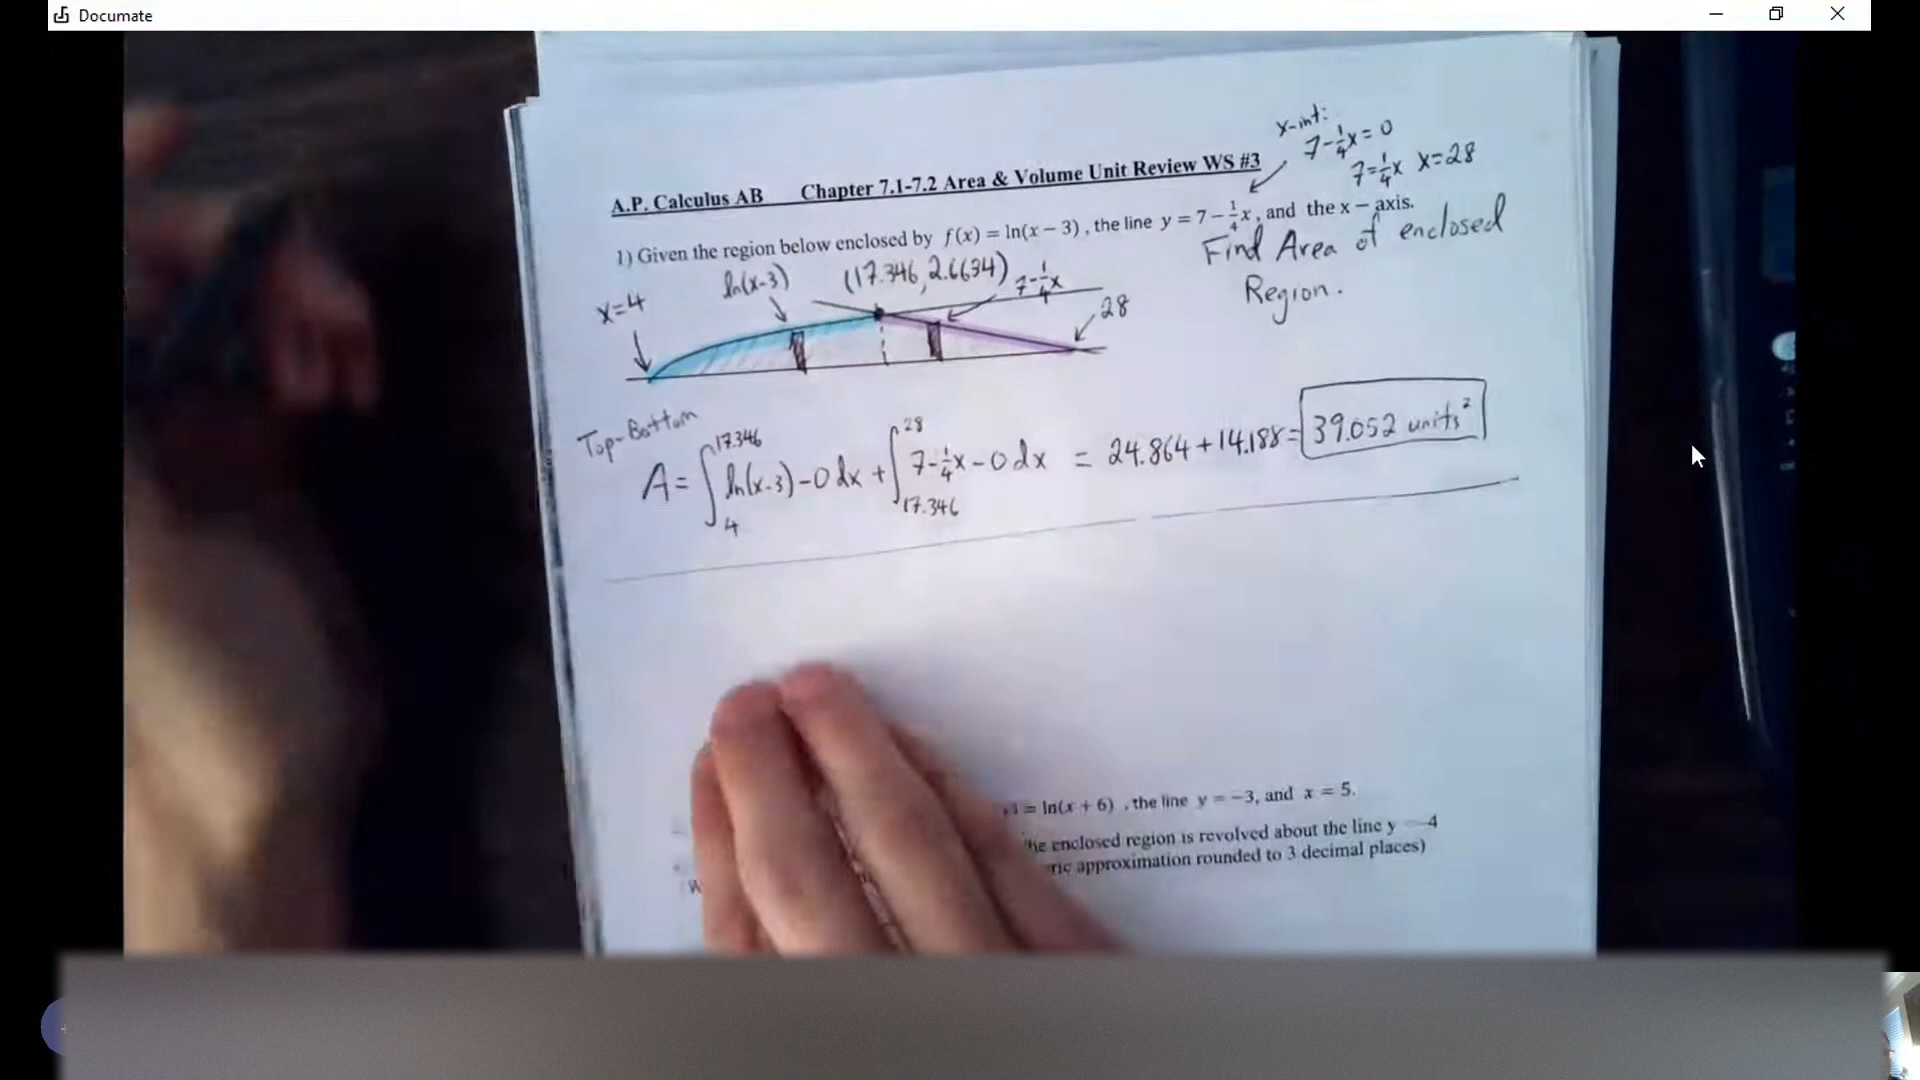 Documate
x-int:
7-1/4x=0
7=1/4x x=28
A.P. Calculus AB Chapter 7.1-7.2 Area & Volume Unit Review WS #3
1) Given the region below enclosed by f(x) = ln(x − 3), the line y = 7 − 1/4x, and the x − axis.
Find Area of enclosed
Region.
x=4
ln(x-3)
(17.346, 2.6634)
7-1/4x
28
Top-Bottom
A = ∫_4^17.346 ln(x-3)-0 dx + ∫_17.346^28 7-1/4x-0 dx = 24.864+14.188= 39.052 units²
= ln(x + 6), the line y = −3, and x = 5.
enclosed region is revolved about the line y
approximation rounded to 3 decimal places)